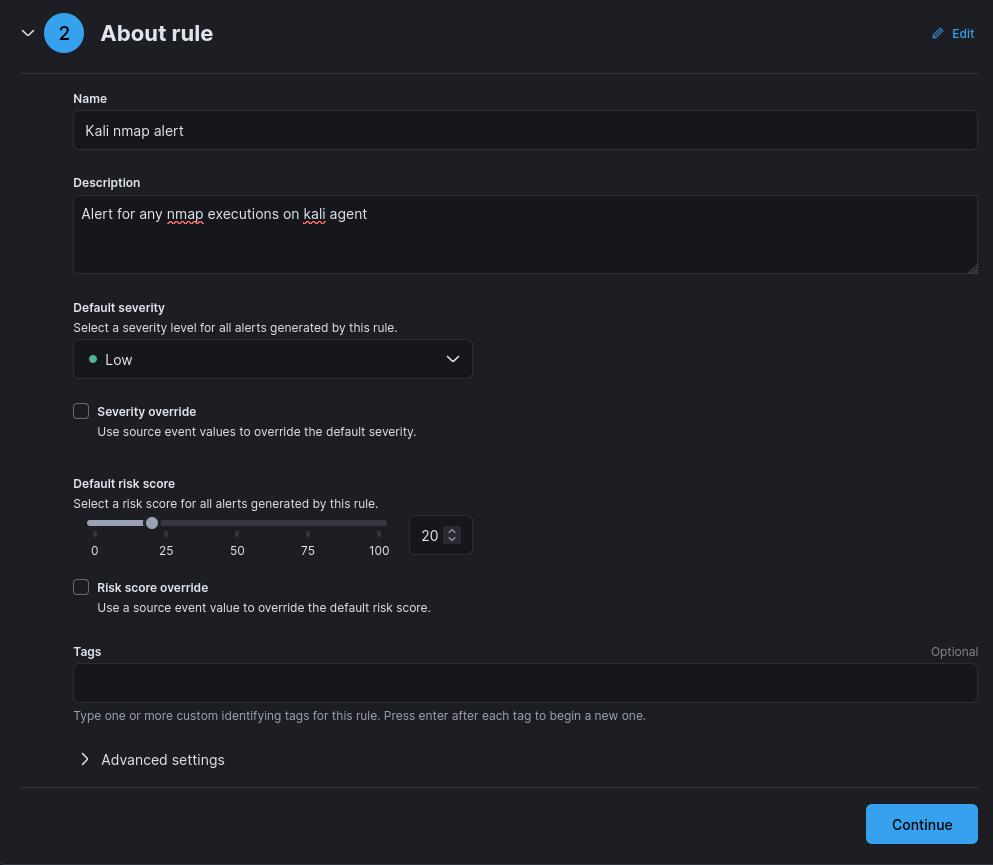 2 About rule Edit
Name
Kali nmap alert
Description
Alert for any nmap executions on kali agent
Default severity
Select a severity level for all alerts generated by this rule.
Low
Severity override
Use source event values to override the default severity.
Default risk score
Select a risk score for all alerts generated by this rule.
20
0 25 50 75 100
Risk score override
Use a source event value to override the default risk score.
Tags Optional
Type one or more custom identifying tags for this rule. Press enter after each tag to begin a new one.
Advanced settings
Continue